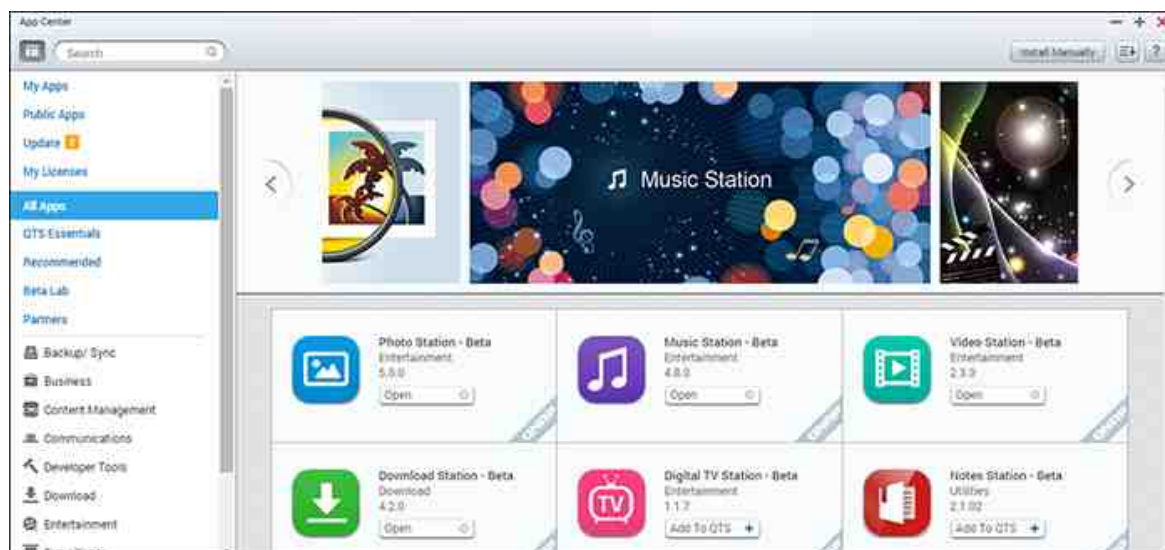 App Center
Search
Install Manually
?
My Apps
Public Apps
Update
My Licenses
All Apps
QTS Essentials
Recommended
Beta Lab
Partners
Backup/ Sync
Business
Content Management
Communications
Developer Tools
Download
Entertainment
Music Station
Photo Station - Beta
Entertainment
5.0.0
Open
Music Station - Beta
Entertainment
4.8.0
Open
Video Station - Beta
Entertainment
2.3.0
Open
Download Station - Beta
Download
4.2.0
Open
TV
Digital TV Station - Beta
Entertainment
1.1.7
Add To QTS +
Notes Station - Beta
Utilities
2.1.02
Add To QTS +